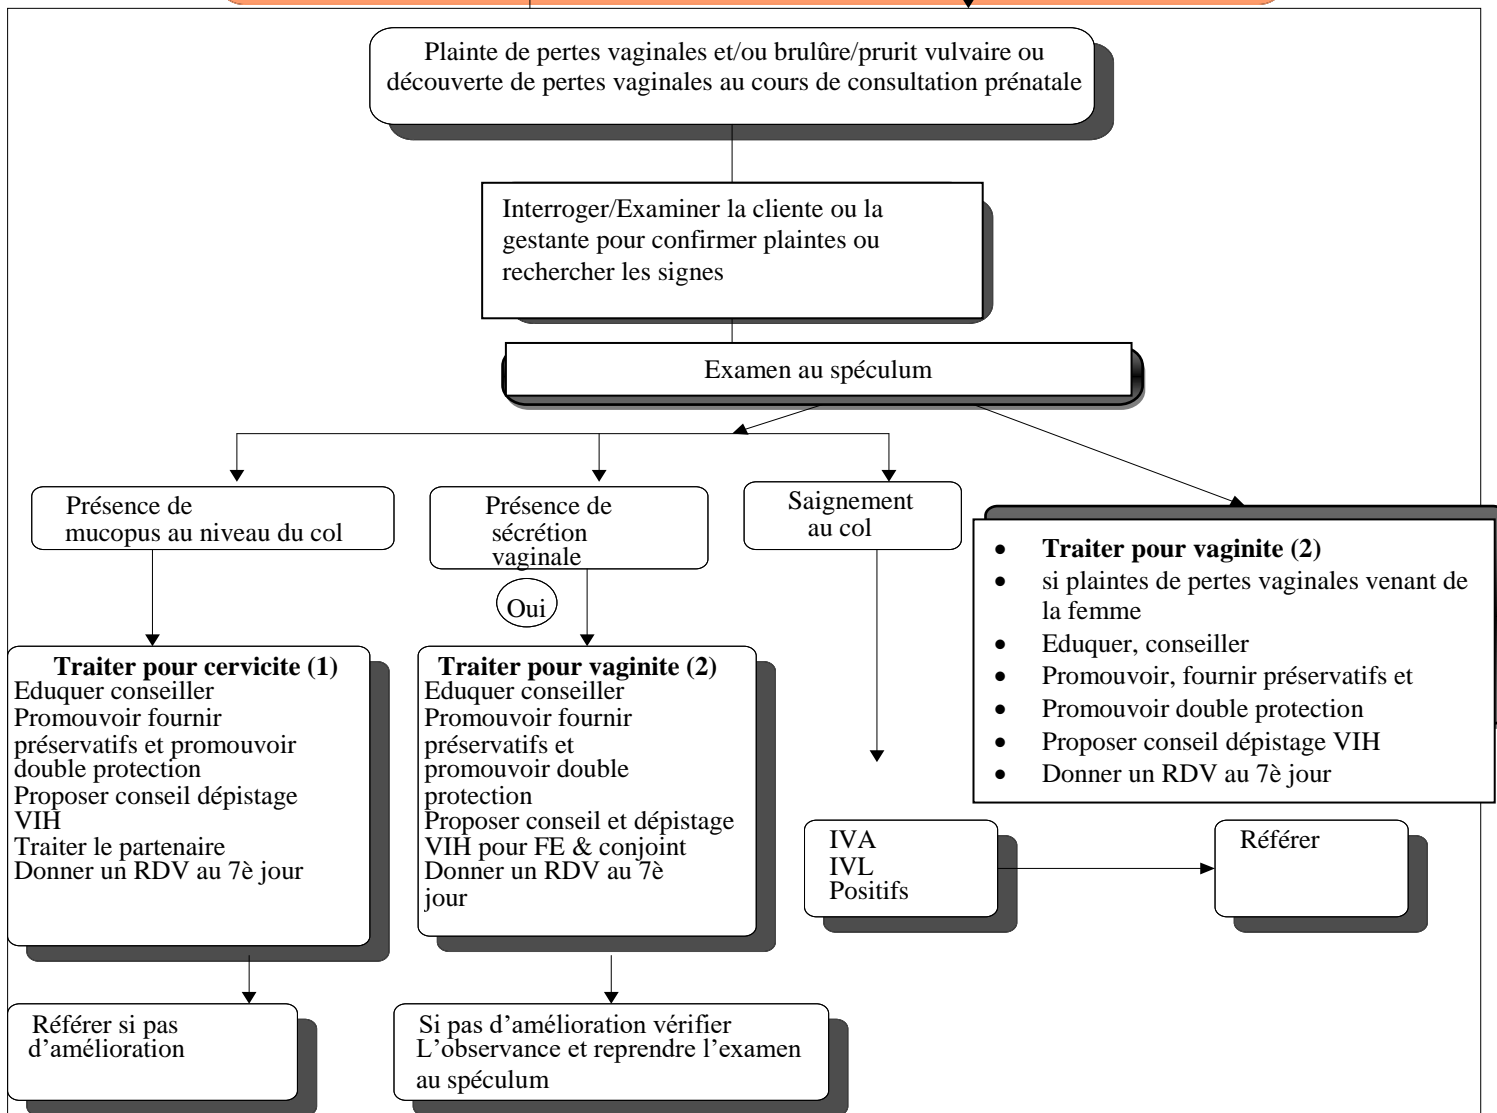 Plainte de pertes vaginales et/ou brulûre/prurit vulvaire ou
découverte de pertes vaginales au cours de consultation prénatale
Interroger/Examiner la cliente ou la
gestante pour confirmer plaintes ou
rechercher les signes
Examen au spéculum
Présence de
mucopus au niveau du col
Présence de
sécrétion
vaginale
Saignement
au col
Oui
Traiter pour cervicite (1)
Eduquer conseiller
Promouvoir fournir
préservatifs et promouvoir
double protection
Proposer conseil dépistage
VIH
Traiter le partenaire
Donner un RDV au 7è jour
Traiter pour vaginite (2)
Eduquer conseiller
Promouvoir fournir
préservatifs et
promouvoir double
protection
Proposer conseil et dépistage
VIH pour FE & conjoint
Donner un RDV au 7è
jour
• Traiter pour vaginite (2)
• si plaintes de pertes vaginales venant de
la femme
• Eduquer, conseiller
• Promouvoir, fournir préservatifs et
• Promouvoir double protection
• Proposer conseil dépistage VIH
• Donner un RDV au 7è jour
IVA
IVL
Positifs
Référer
Référer si pas
d’amélioration
Si pas d’amélioration vérifier
L’observance et reprendre l’examen
au spéculum